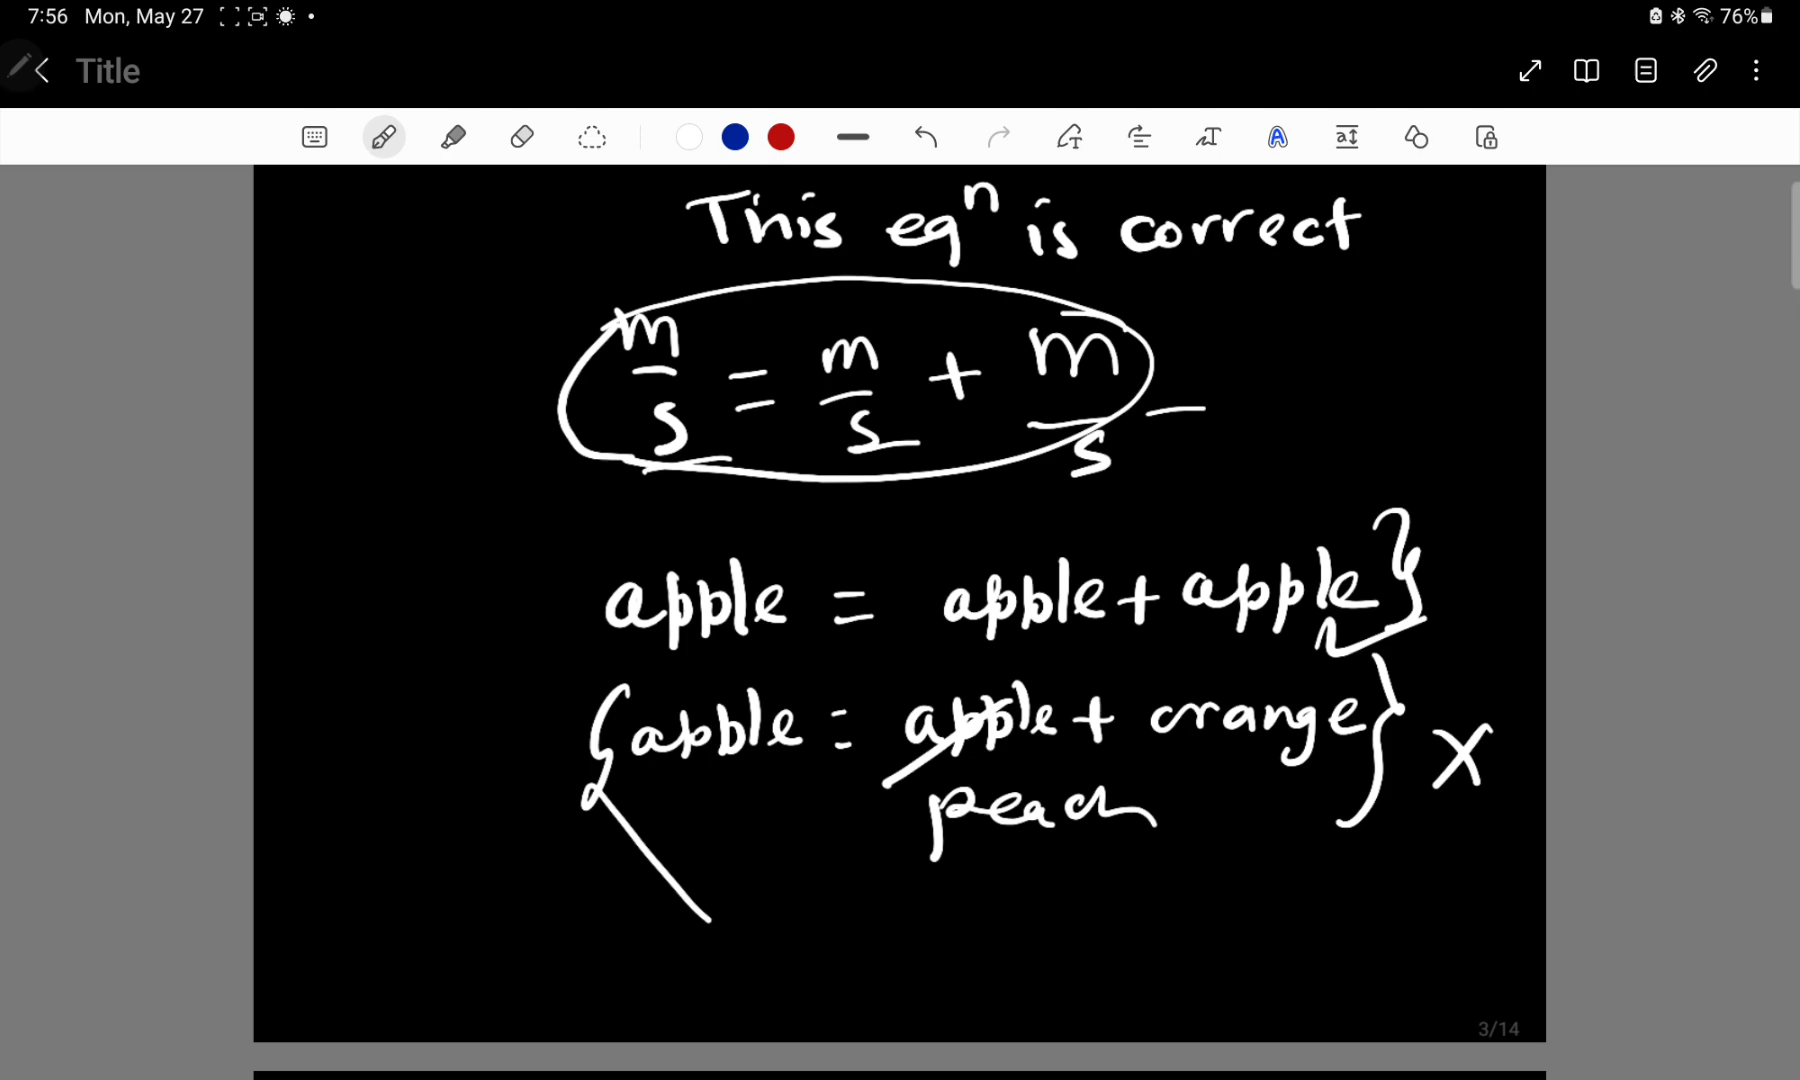 7:56 Mon, May 27
76%
Title
This eqⁿ is correct
m/s = m/s + m/s
apple = apple + apple }
{ apple = apple + orange } X
peach
3/14